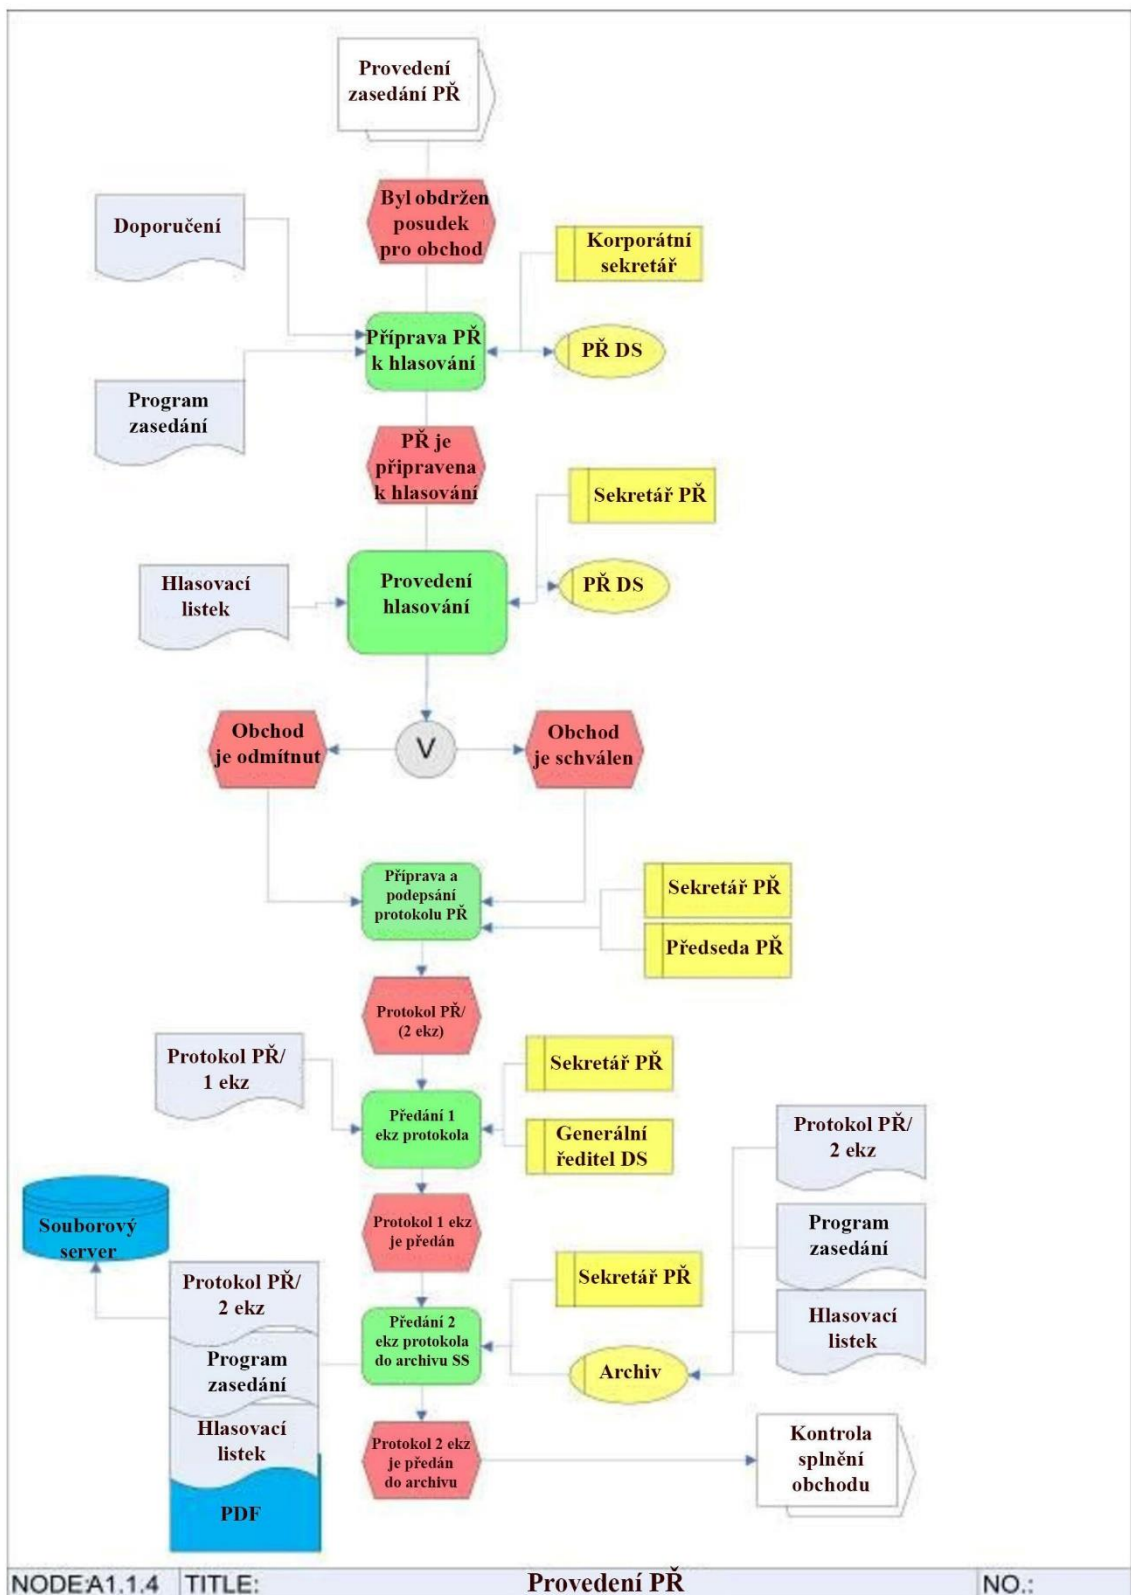 Provedení
zasedání PŘ
Byl obdržen
posudek
pro obchod
Doporučení
Korporátní
sekretář
Příprava PŘ
k hlasování
PŘ DS
Program
zasedání
PŘ je
připravena
k hlasování
Sekretář PŘ
Hlasovací
listek
Provedení
hlasování
PŘ DS
Obchod
je odmítnut
V
Obchod
je schválen
Příprava a
podepsání
protokolu PŘ
Sekretář PŘ
Předseda PŘ
Protokol PŘ/
(2 ekz)
Protokol PŘ/
1 ekz
Sekretář PŘ
Předání 1
ekz protokola
Generální
ředitel DS
Protokol PŘ/
2 ekz
Souborový
server
Protokol 1 ekz
je předán
Program
zasedání
Sekretář PŘ
Protokol PŘ/
2 ekz
Hlasovací
listek
Předání 2
ekz protokola
do archivu SS
Program
zasedání
Archiv
Hlasovací
listek
Protokol 2 ekz
je předán
do archivu
Kontrola
splnění
obchodu
PDF
NODE:A1.1.4 TITLE: Provedení PŘ NO.: